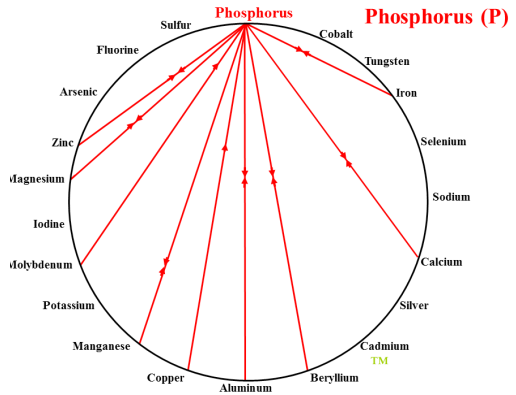 Phosphorus
Phosphorus (P)
Sulfur
Cobalt
Fluorine
Tungsten
Arsenic
Iron
Zinc
Selenium
Magnesium
Sodium
Iodine
Molybdenum
Calcium
Potassium
Silver
Manganese
Cadmium
TM
Copper
Beryllium
Aluminum